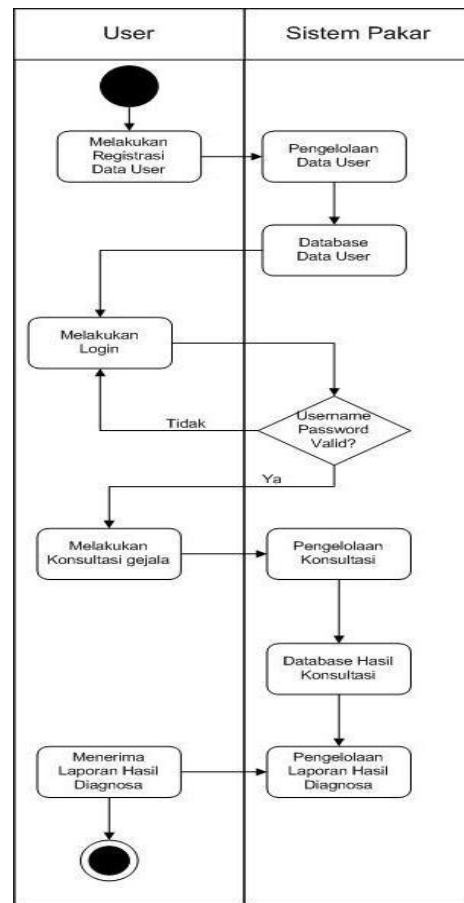 User
Sistem Pakar
Melakukan
Registrasi
Data User
Pengelolaan
Data User
Database
Data User
Melakukan
Login
Username
Password
Valid?
Tidak
Ya
Melakukan
Konsultasi gejala
Pengelolaan
Konsultasi
Database Hasil
Konsultasi
Menerima
Laporan Hasil
Diagnosa
Pengelolaan
Laporan Hasil
Diagnosa